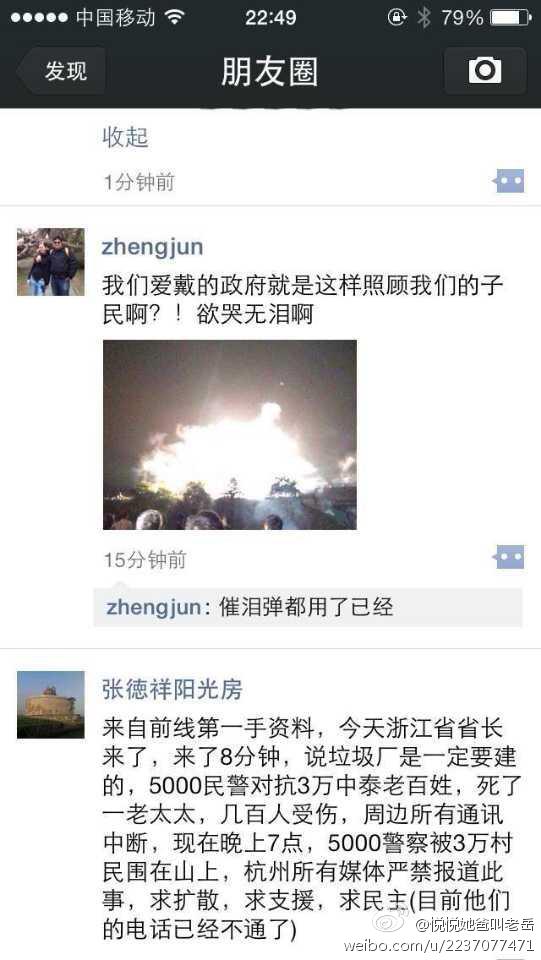 中国移动 22:49 79%
发现 朋友圈
收起
1分钟前
zhengjun
我们爱戴的政府就是这样照顾我们的子
民啊？！欲哭无泪啊
15分钟前
zhengjun: 催泪弹都用了已经
张德祥阳光房
来自前线第一手资料，今天浙江省省长
来了，来了8分钟，说垃圾厂是一定要建
的，5000民警对抗3万中泰老百姓，死了
一老太太，几百人受伤，周边所有通讯
中断，现在晚上7点，5000警察被3万村
民围在山上，杭州所有媒体严禁报道此
事，求扩散，求支援，求民主(目前他们
的电话已经不通了)
@悦悦她爸叫老岳
weibo.com/u/2237077471